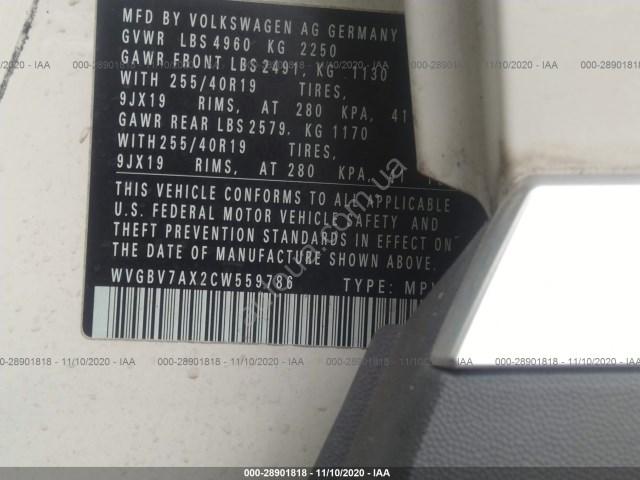 MFD BY VOLKSWAGEN AG GERMANY
GVWR LBS 4960 KG 2250
GAWR FRONT LBS 2491, KG 1130
WITH 255/40R19 TIRES,
9JX19 RIMS, AT 280 KPA, 41
GAWR REAR LBS 2579. KG 1170
WITH255/40R19 TIRES,
9JX19 RIMS, AT 280 KPA,
THIS VEHICLE CONFORMS TO ALL APPLICABLE
U.S. FEDERAL MOTOR VEHICLE SAFETY AND
THEFT PREVENTION STANDARDS IN EFFECT ON
THE DATE OF MANUFACTURE SHOWN
WVGBV7AX2CW559786 TYPE: MPV
000-28901818 - 11/10/2020 - IAA